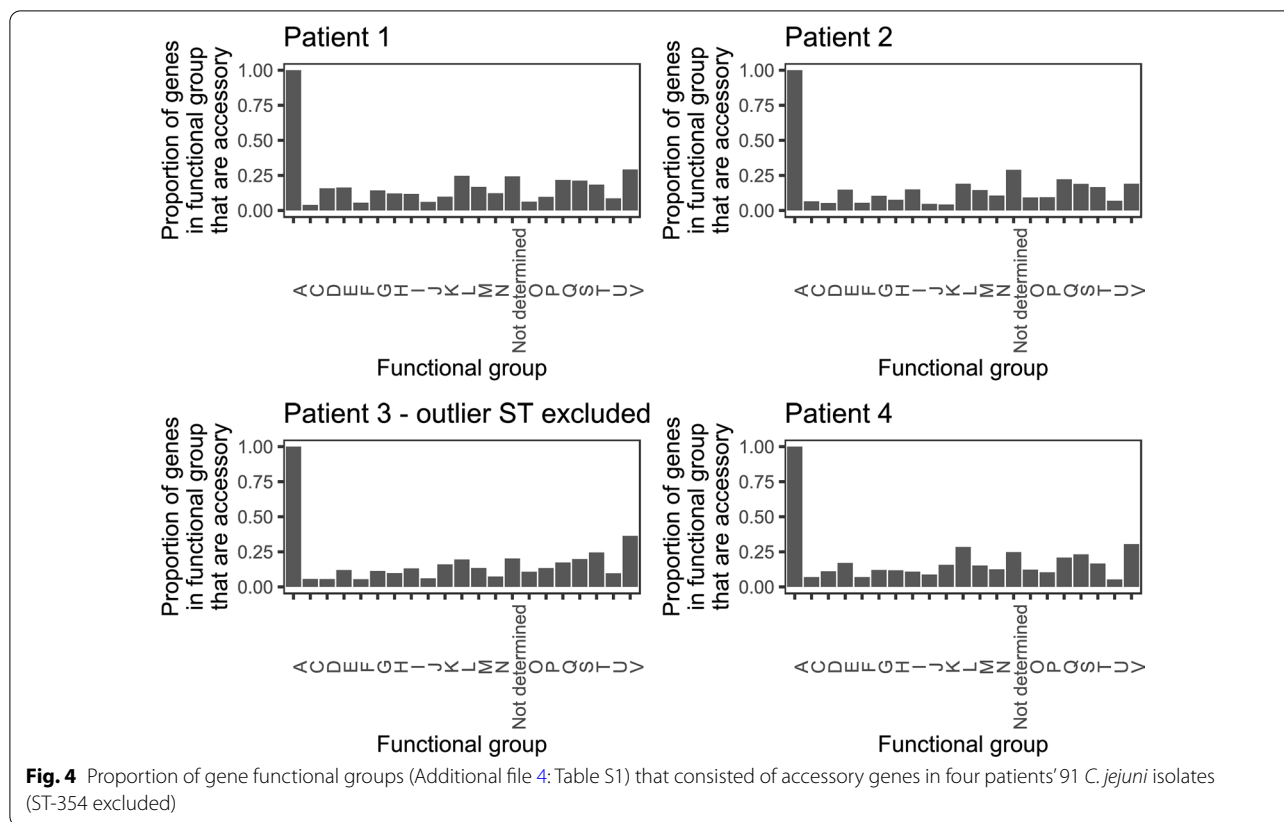 Patient 1
Proportion of genes
in functional group
that are accessory
1.00
0.75
0.50
0.25
0.00
A C D E F G H I J K L M N Not determined O P Q S T U V
Functional group
Patient 2
Proportion of genes
in functional group
that are accessory
1.00
0.75
0.50
0.25
0.00
A C D E F G H I J K L M N Not determined O P Q S T U V
Functional group
Patient 3 - outlier ST excluded
Proportion of genes
in functional group
that are accessory
1.00
0.75
0.50
0.25
0.00
A C D E F G H I J K L M N Not determined O P Q S T U V
Functional group
Patient 4
Proportion of genes
in functional group
that are accessory
1.00
0.75
0.50
0.25
0.00
A C D E F G H I J K L M N Not determined O P Q S T U V
Functional group
Fig. 4 Proportion of gene functional groups (Additional file 4: Table S1) that consisted of accessory genes in four patients’ 91 C. jejuni isolates
(ST-354 excluded)